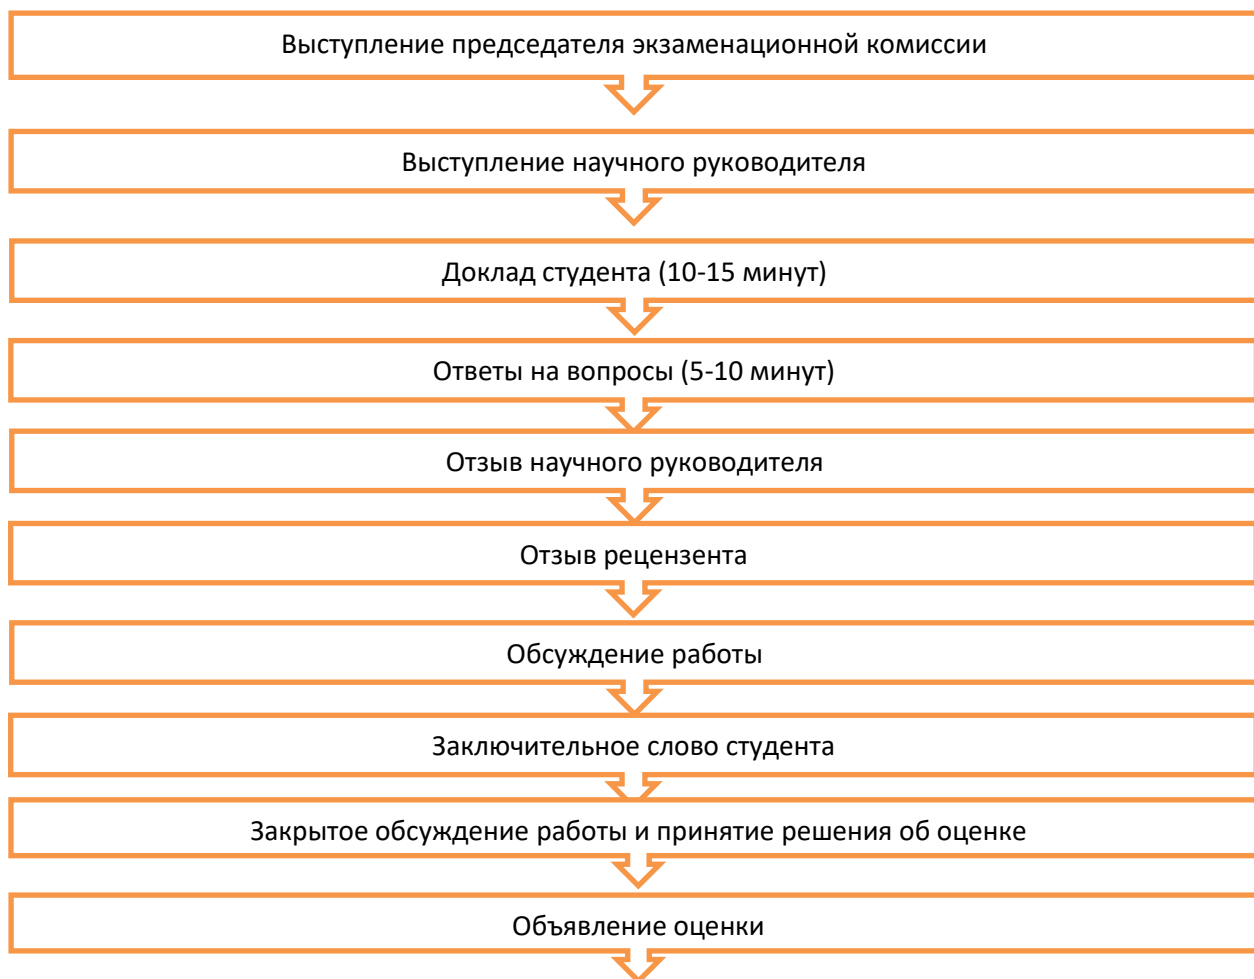 Выступление председателя экзаменационной комиссии
Выступление научного руководителя
Доклад студента (10-15 минут)
Ответы на вопросы (5-10 минут)
Отзыв научного руководителя
Отзыв рецензента
Обсуждение работы
Заключительное слово студента
Закрытое обсуждение работы и принятие решения об оценке
Объявление оценки